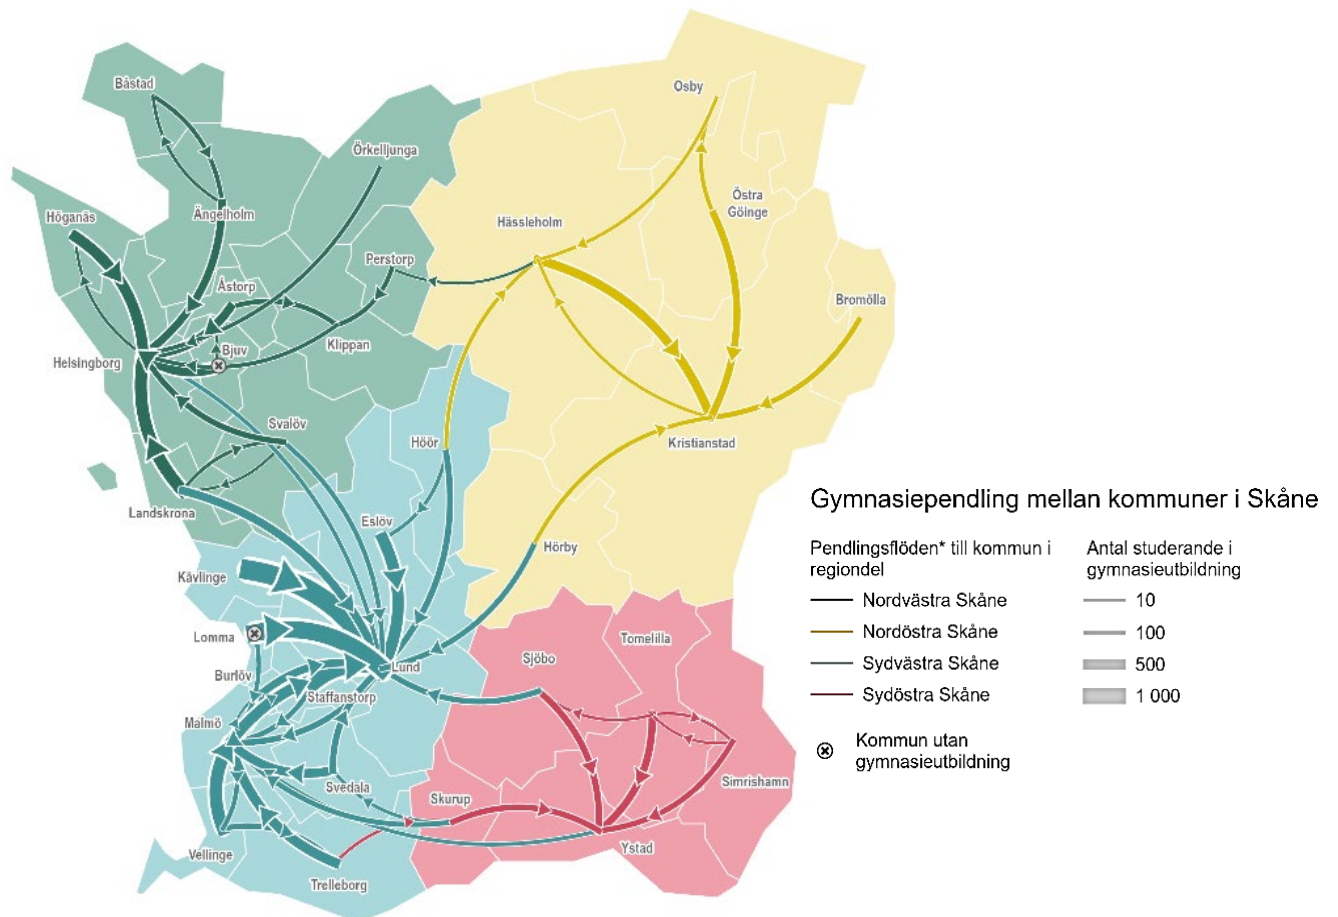 Båstad
Osby
Örkelljunga
Höganäs
Ängelholm
Östra
Göinge
Hässleholm
Perstorp
Åstorp
Bromölla
Bjuv
Klippan
Helsingborg
Svalöv
Höör
Kristianstad
Landskrona
Eslöv
Hörby
Kävlinge
Lomma
Tomelilla
Sjöbo
Lund
Burlöv
Staffanstorp
Malmö
Svedala
Skurup
Simrishamn
Ystad
Vellinge
Trelleborg
Gymnasiependling mellan kommuner i Skåne
Pendlingsflöden* till kommun i
regiondel
Nordvästra Skåne
Nordöstra Skåne
Sydvästra Skåne
Sydöstra Skåne
Kommun utan
gymnasieutbildning
Antal studerande i
gymnasieutbildning
10
100
500
1 000